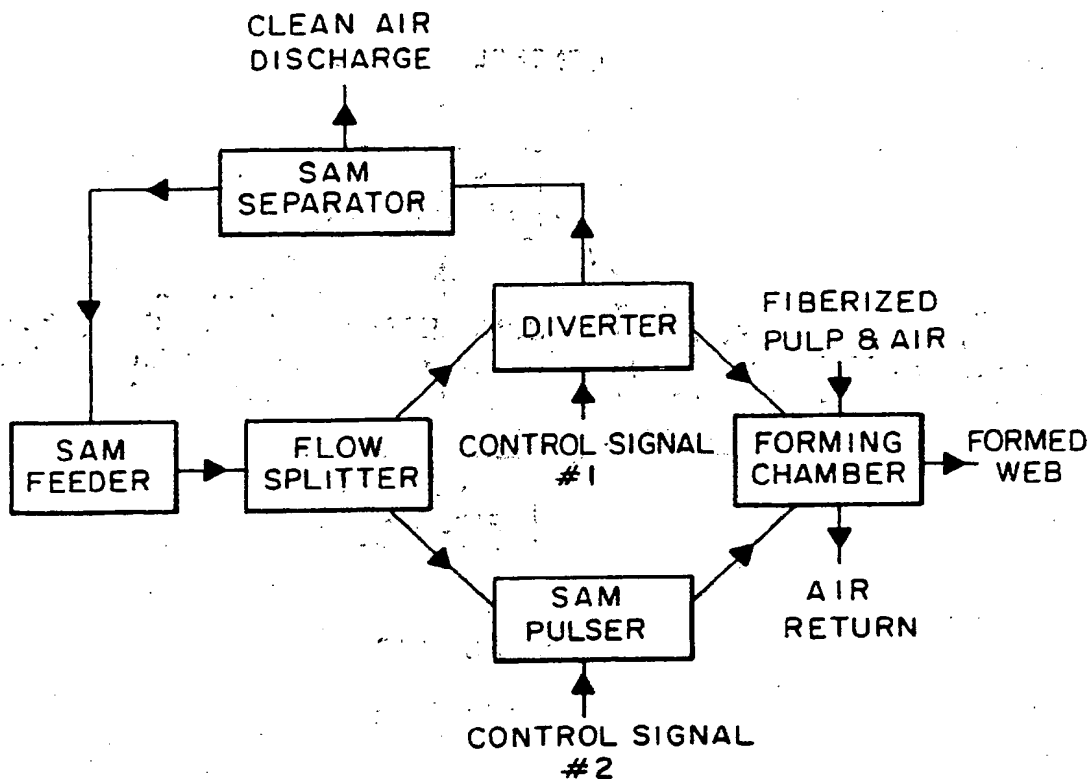 CLEAN AIR
DISCHARGE
SAM
SEPARATOR
DIVERTER
FIBERIZED
PULP & AIR
SAM
FEEDER
FLOW
SPLITTER
CONTROL SIGNAL
#1
FORMING
CHAMBER
FORMED
WEB
SAM
PULSER
AIR
RETURN
CONTROL SIGNAL
#2